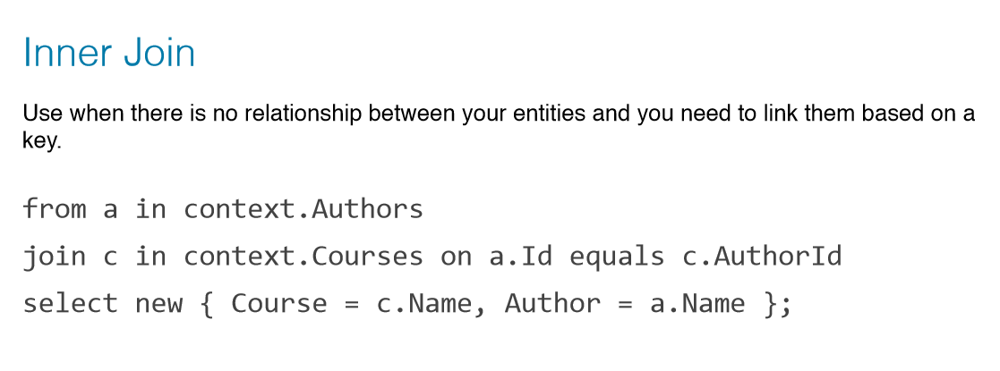 Inner Join
Use when there is no relationship between your entities and you need to link them based on a
key.
from a in context.Authors
join c in context.Courses on a.Id equals c.AuthorId
select new { Course = c.Name, Author = a.Name };